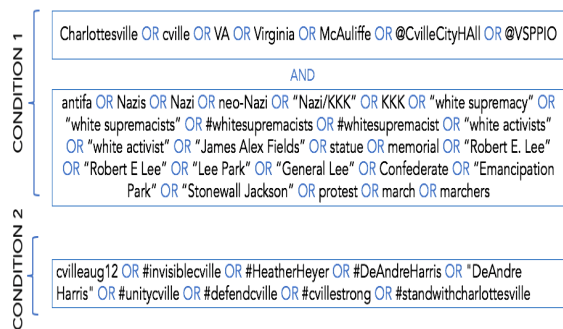 CONDITION 1
Charlottesville OR cville OR VA OR Virginia OR McAuliffe OR @CvilleCityHAll OR @VSPPIO
AND
antifa OR Nazis OR Nazi OR neo-Nazi OR “Nazi/KKK” OR KKK OR “white supremacy” OR
“white supremacists” OR #whitesupremacists OR #whitesupremacist OR “white activists”
OR “white activist” OR “James Alex Fields” OR statue OR memorial OR “Robert E. Lee”
OR “Robert E Lee” OR “Lee Park” OR “General Lee” OR Confederate OR “Emancipation
Park” OR “Stonewall Jackson” OR protest OR march OR marchers
CONDITION 2
cvilleaug12 OR #invisiblecville OR #HeatherHeyer OR #DeAndreHarris OR "DeAndre
Harris" OR #unitycville OR #defendcville OR #cvillestrong OR #standwithcharlottesville